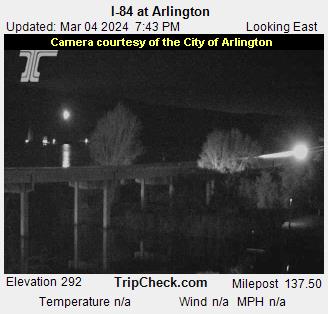 I-84 at Arlington
Updated: Mar 04 2024 7:43 PM Looking East
Camera courtesy of the City of Arlington
Elevation 292 TripCheck.com Milepost 137.50
Temperature n/a Wind n/a MPH n/a